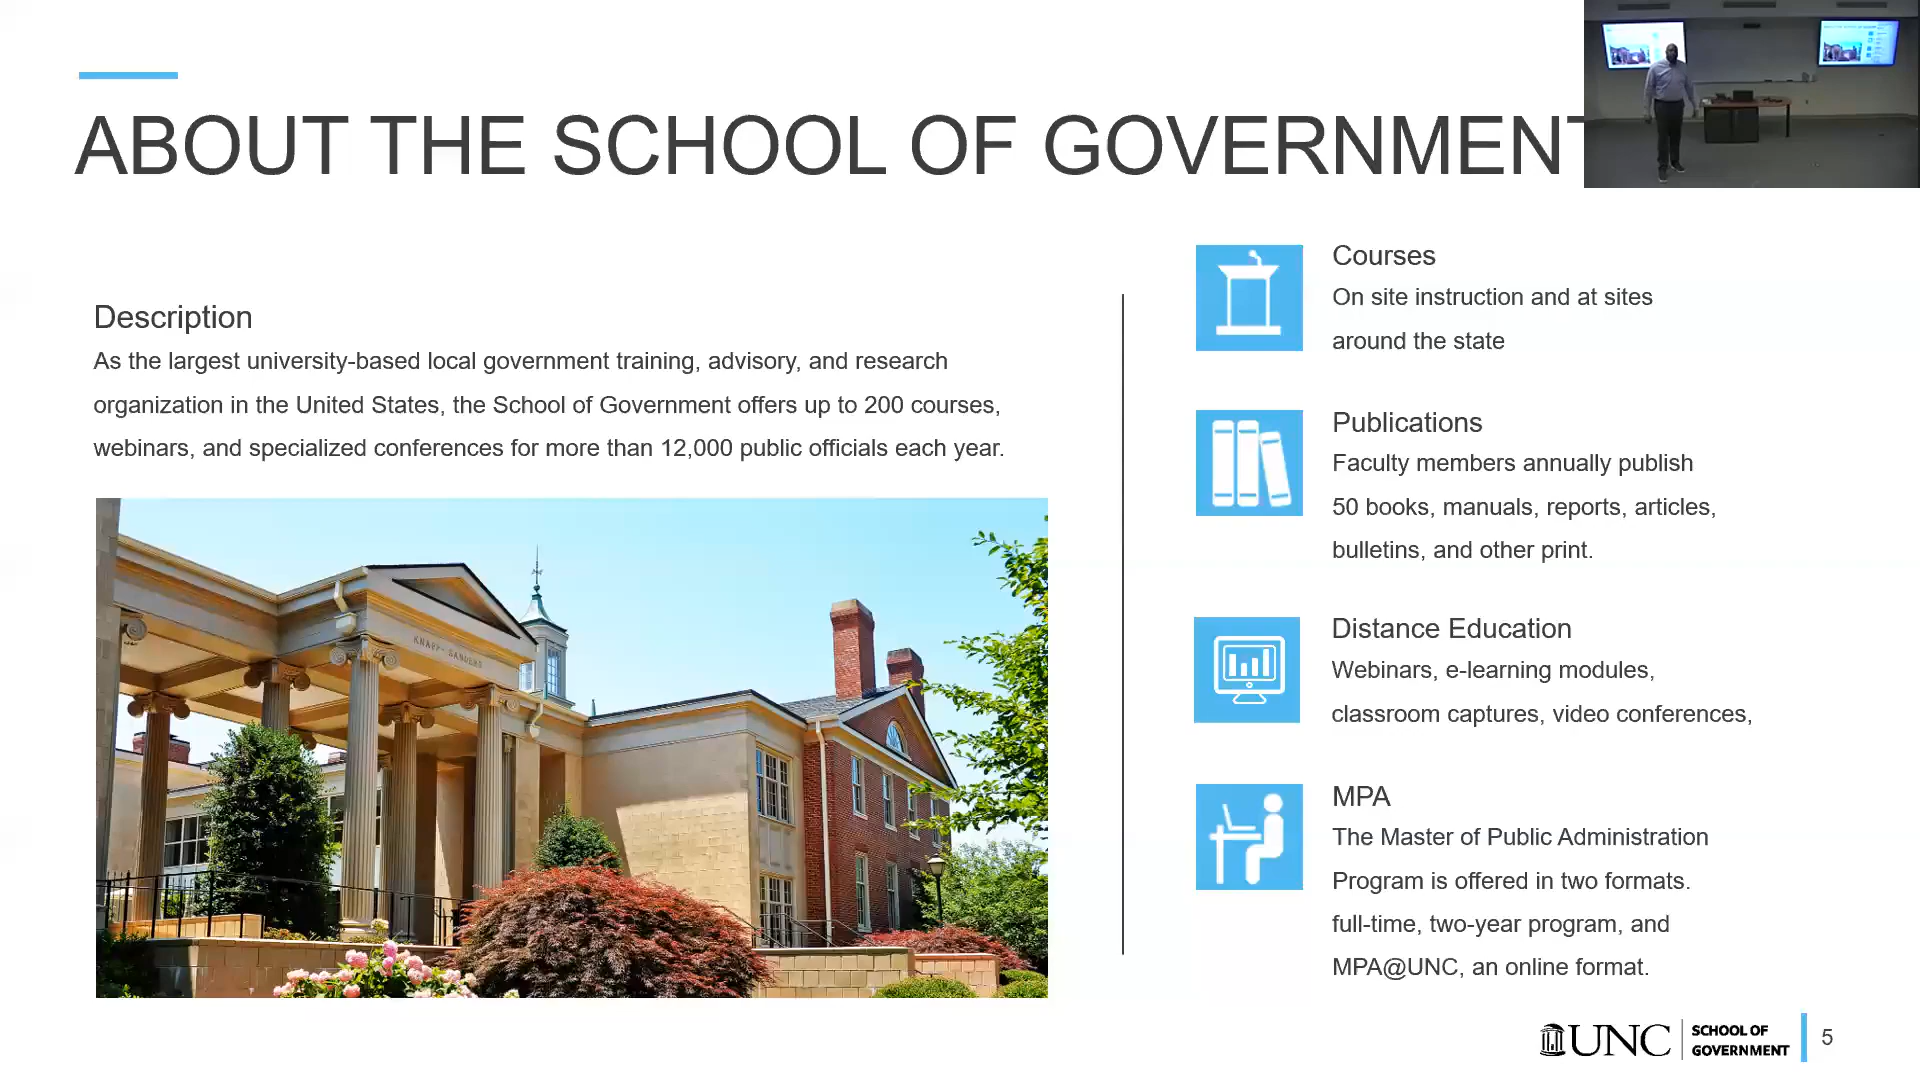 ABOUT THE SCHOOL OF GOVERNMENT
Description
As the largest university-based local government training, advisory, and research
organization in the United States, the School of Government offers up to 200 courses,
webinars, and specialized conferences for more than 12,000 public officials each year.
KNAPP-SANDERS
Courses
On site instruction and at sites
around the state
Publications
Faculty members annually publish
50 books, manuals, reports, articles,
bulletins, and other print.
Distance Education
Webinars, e-learning modules,
classroom captures, video conferences,
MPA
The Master of Public Administration
Program is offered in two formats.
full-time, two-year program, and
MPA@UNC, an online format.
UNC
SCHOOL OF
GOVERNMENT
5